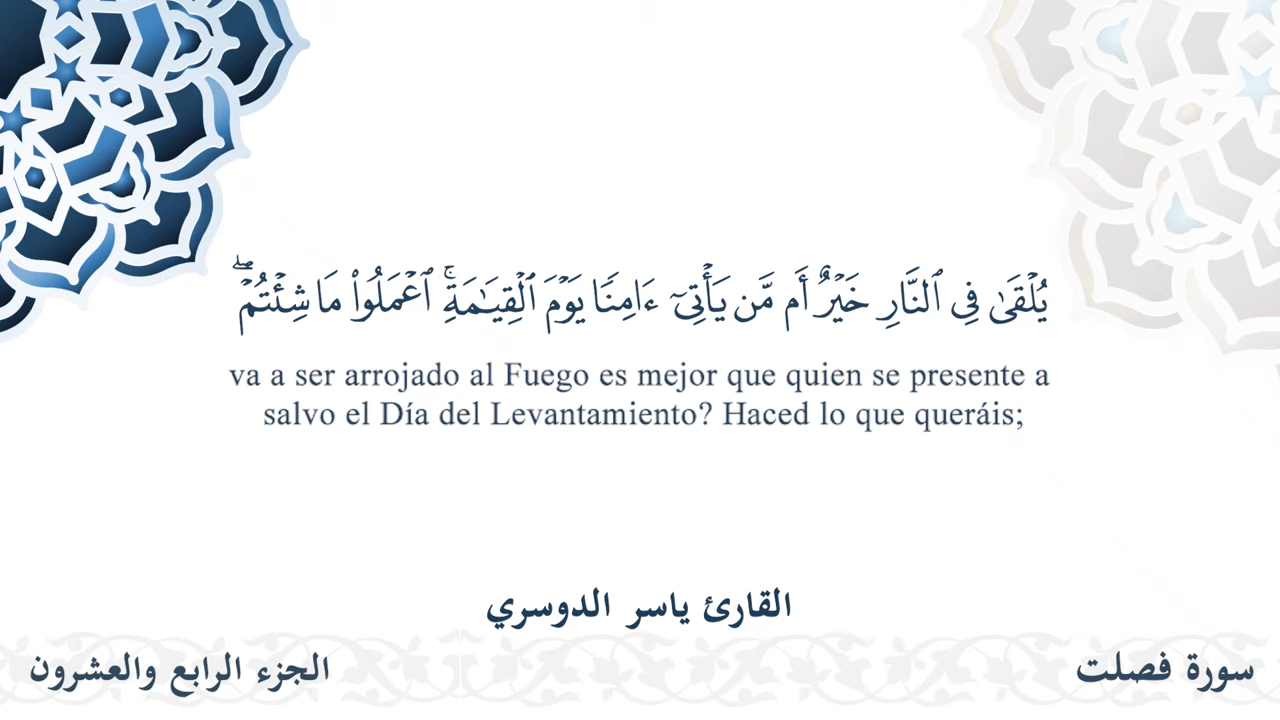 يُلۡقَىٰ فِي ٱلنَّارِ خَيۡرٌ أَم مَّن يَأۡتِيٓ ءَامِنٗا يَوۡمَ ٱلۡقِيَٰمَةِۚ ٱعۡمَلُواْ مَا شِئۡتُمۡۖ
va a ser arrojado al Fuego es mejor que quien se presente a
salvo el Día del Levantamiento? Haced lo que queráis;
القارئ ياسر الدوسري
سورة فصلت
الجزء الرابع والعشرون